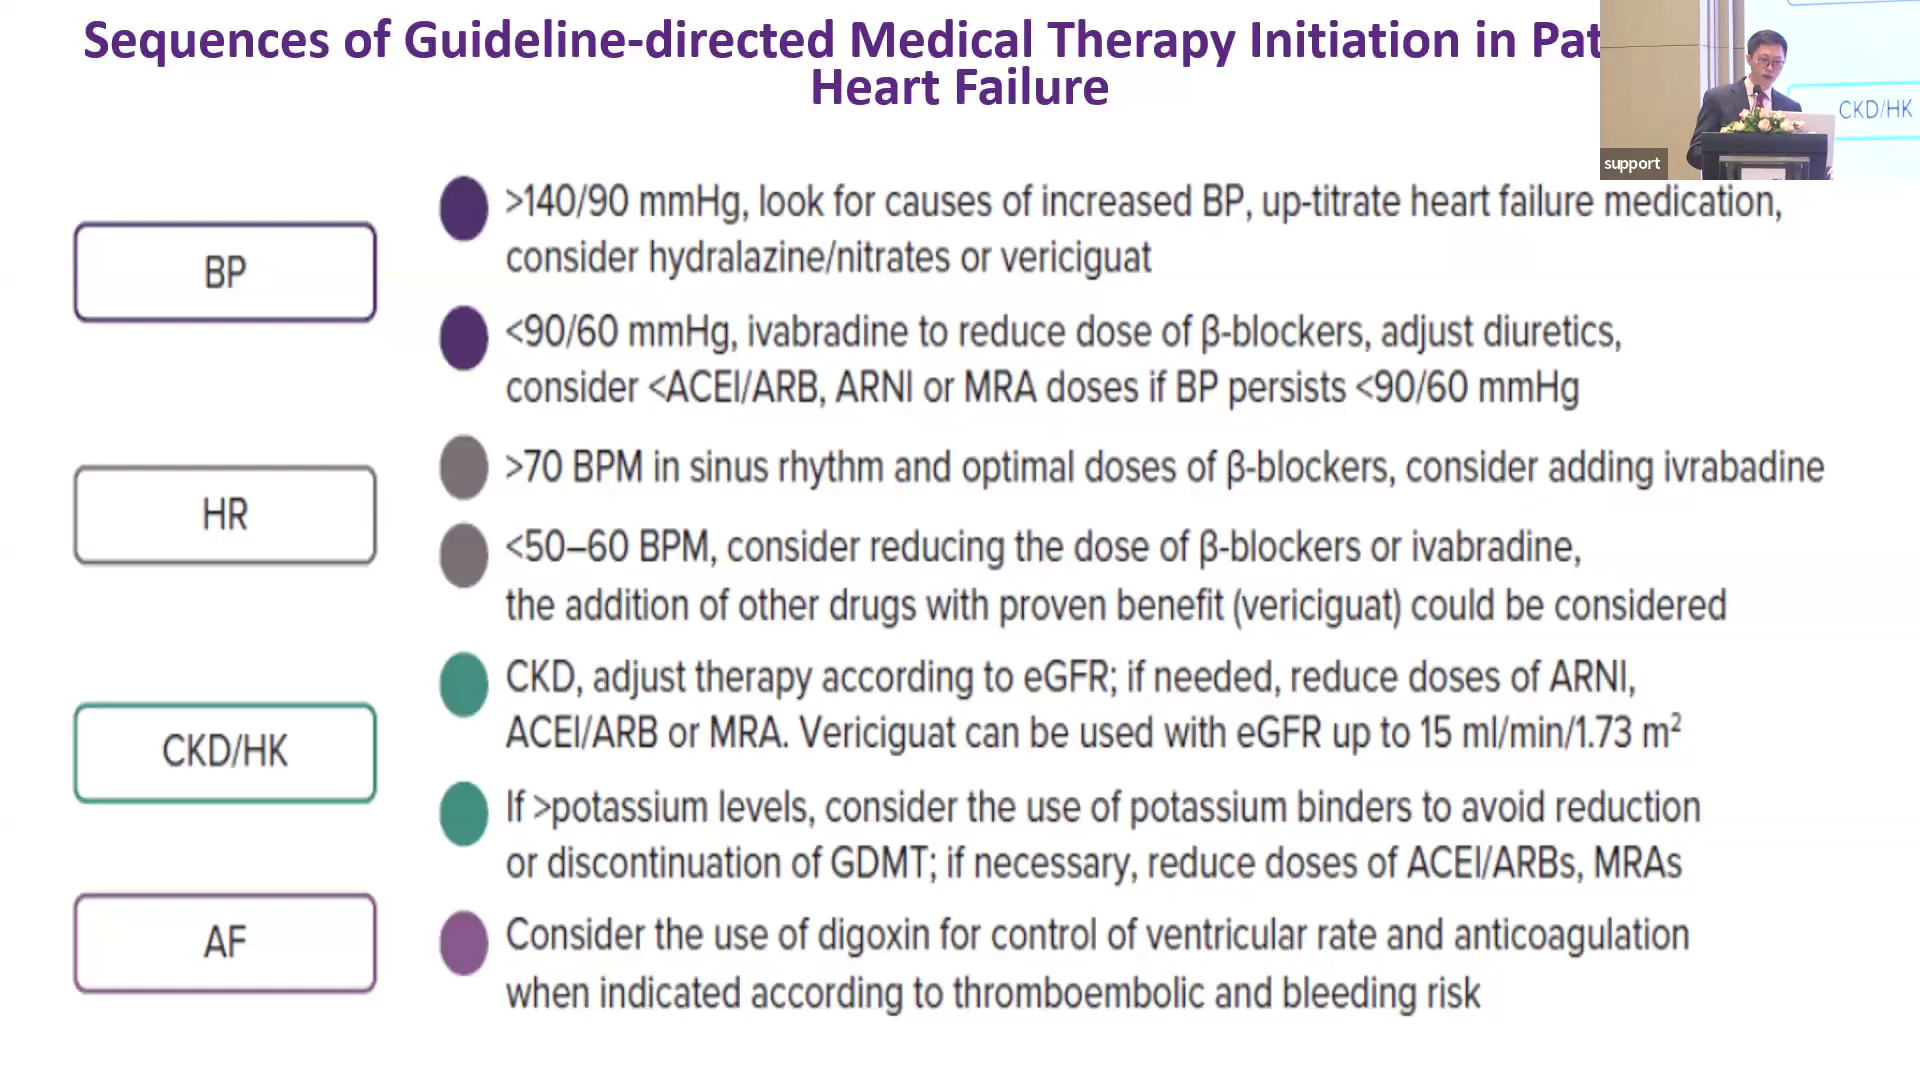 Sequences of Guideline-directed Medical Therapy Initiation in Pat
Heart Failure
CKD/HK
support
BP
>140/90 mmHg, look for causes of increased BP, up-titrate heart failure medication,
consider hydralazine/nitrates or vericiguat
<90/60 mmHg, ivabradine to reduce dose of β-blockers, adjust diuretics,
consider <ACEI/ARB, ARNI or MRA doses if BP persists <90/60 mmHg
HR
>70 BPM in sinus rhythm and optimal doses of β-blockers, consider adding ivrabadine
<50–60 BPM, consider reducing the dose of β-blockers or ivabradine,
the addition of other drugs with proven benefit (vericiguat) could be considered
CKD/HK
CKD, adjust therapy according to eGFR; if needed, reduce doses of ARNI,
ACEI/ARB or MRA. Vericiguat can be used with eGFR up to 15 ml/min/1.73 m²
If >potassium levels, consider the use of potassium binders to avoid reduction
or discontinuation of GDMT; if necessary, reduce doses of ACEI/ARBs, MRAs
AF
Consider the use of digoxin for control of ventricular rate and anticoagulation
when indicated according to thromboembolic and bleeding risk